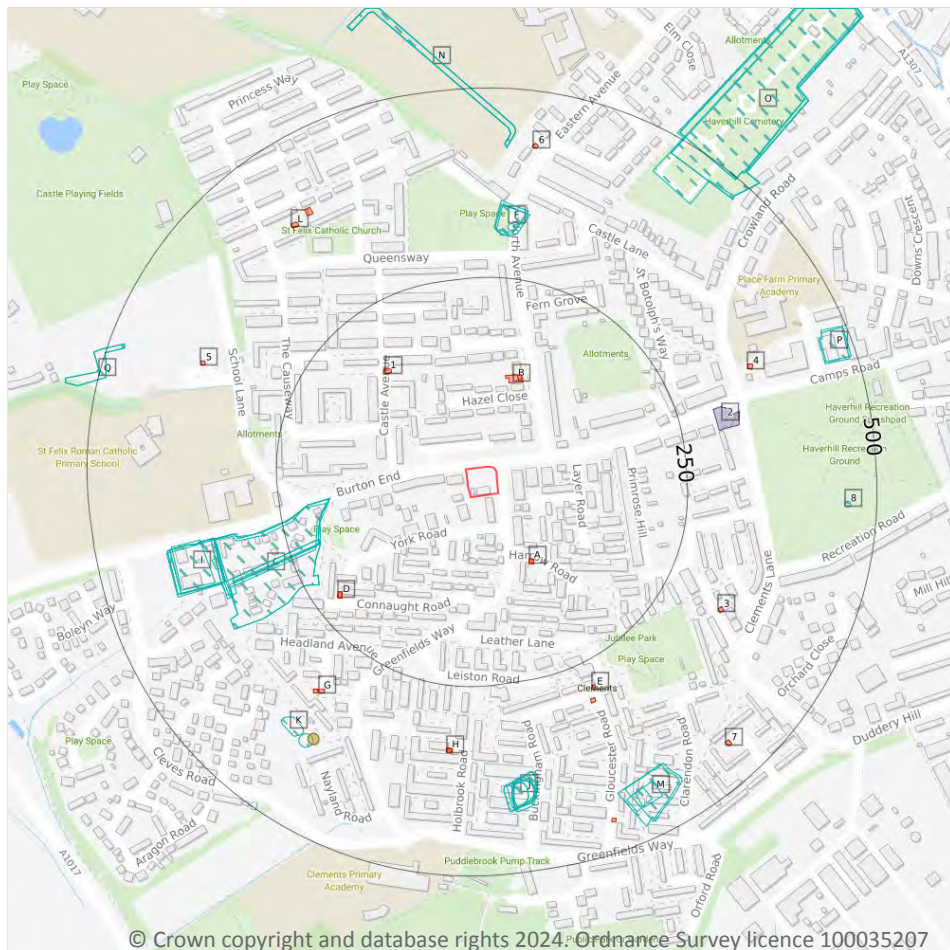 N
Elm Close
Allotments
A1307
Play Space
Princess Way
Eastern Avenue
O
Haverhill Cemetery
6
Castle Playing Fields
Crowland Road
L
St Felix Catholic Church
Play Space
F
Castle Lane
Downs Crescent
Queensway
St Botolph's Way
Place Farm Primary
Academy
Fern Grove
P
Q
5
School Lane
The Causeway
1
Castle Avenue
B
Hazel Close
Allotments
4
Camps Road
Allotments
2
Haverhill Recreation
St Felix Roman Catholic
Primary School
Burton End
Layer Road
Primrose Hill
250
500
Haverhill Recreation
Ground
8
Play Space
York Road
A
Recreation Road
I
D
Connaught Road
3
Clements Lane
Mill Hill
Boleyn Way
Headland Avenue
Greenfields Way
Leather Lane
Jubilee Park
Play Space
Orchard Close
Leiston Road
G
E
Clements
K
Play Space
H
7
Duddery Hill
Cleves Road
Nayland Road
Holbrook Road
Buckingham Road
Gloucester Road
M
Clarendon Road
Aragon Road
A1017
Greenfields Way
Puddlebrook Pump Track
Clements Primary
Academy
Orford Road
© Crown copyright and database rights 2024. Ordnance Survey licence 100035207